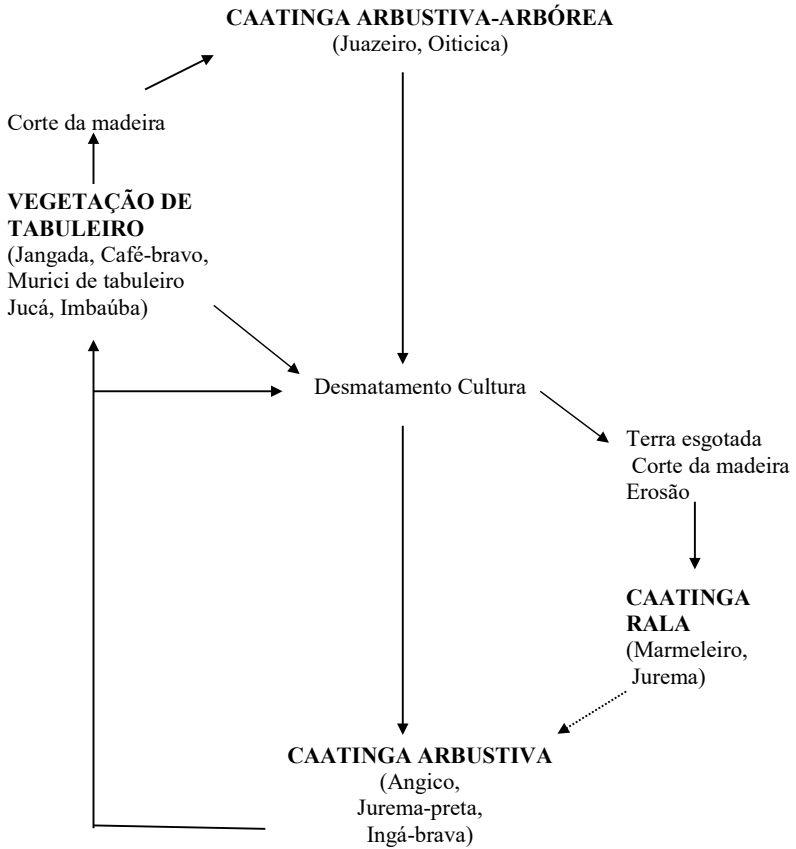 CAATINGA ARBUSTIVA-ARBÓREA
(Juazeiro, Oiticica)
Corte da madeira
VEGETAÇÃO DE
TABULEIRO
(Jangada, Café-bravo,
Murici de tabuleiro
Jucá, Imbaúba)
Desmatamento Cultura
Terra esgotada
Corte da madeira
Erosão
CAATINGA
RALA
(Marmeleiro,
Jurema)
CAATINGA ARBUSTIVA
(Angico,
Jurema-preta,
Ingá-brava)